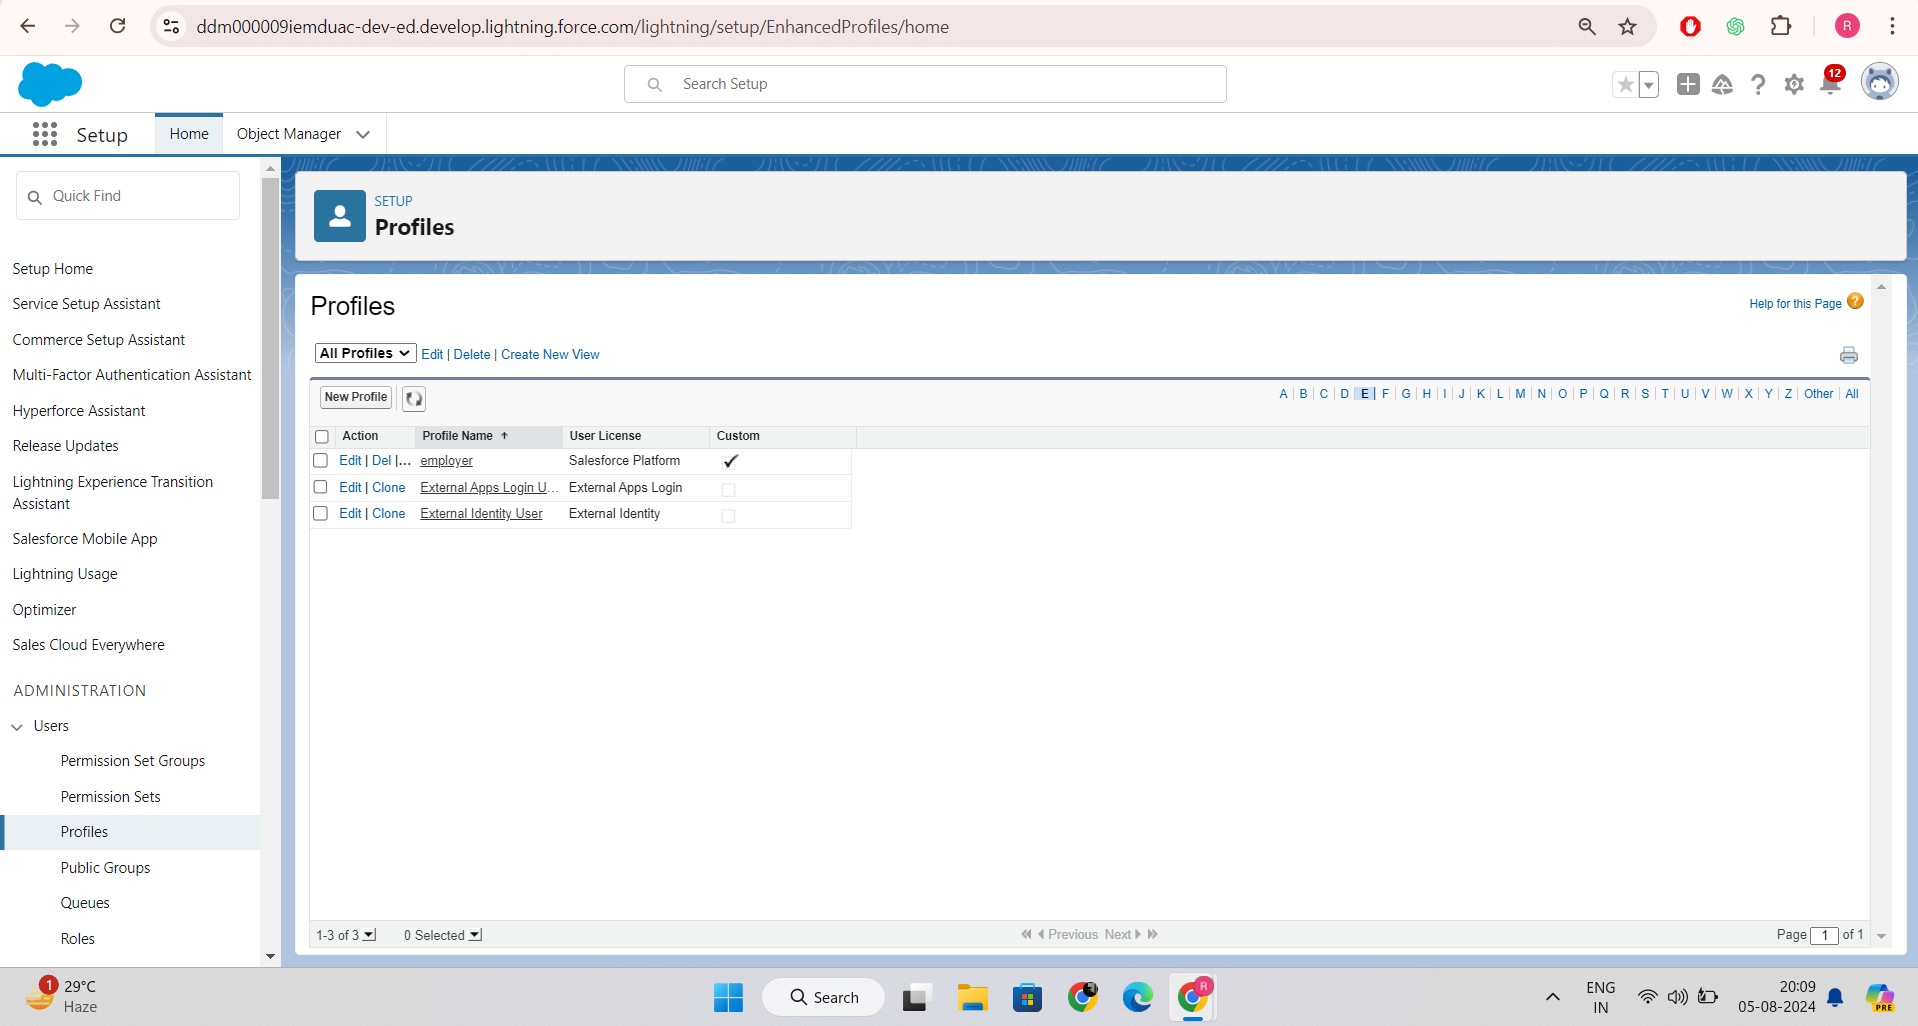 ddm000009iemduac-dev-ed.develop.lightning.force.com/lightning/setup/EnhancedProfiles/home
R
Search Setup
12
Setup
Home
Object Manager
Quick Find
Setup Home
Service Setup Assistant
Commerce Setup Assistant
Multi-Factor Authentication Assistant
Hyperforce Assistant
Release Updates
Lightning Experience Transition
Assistant
Salesforce Mobile App
Lightning Usage
Optimizer
Sales Cloud Everywhere
ADMINISTRATION
Users
Permission Set Groups
Permission Sets
Profiles
Public Groups
Queues
Roles
SETUP
Profiles
Profiles
Help for this Page ?
All Profiles Edit | Delete | Create New View
New Profile
A | B | C | D | E | F | G | H | I | J | K | L | M | N | O | P | Q | R | S | T | U | V | W | X | Y | Z | Other | All
Action Profile Name ↑ User License Custom
Edit | Del |... employer Salesforce Platform ✓
Edit | Clone External Apps Login U... External Apps Login
Edit | Clone External Identity User External Identity
1-3 of 3 0 Selected Previous Next Page 1 of 1
1
29°C
Haze
Search
R
ENG
IN
20:09
05-08-2024
PRE